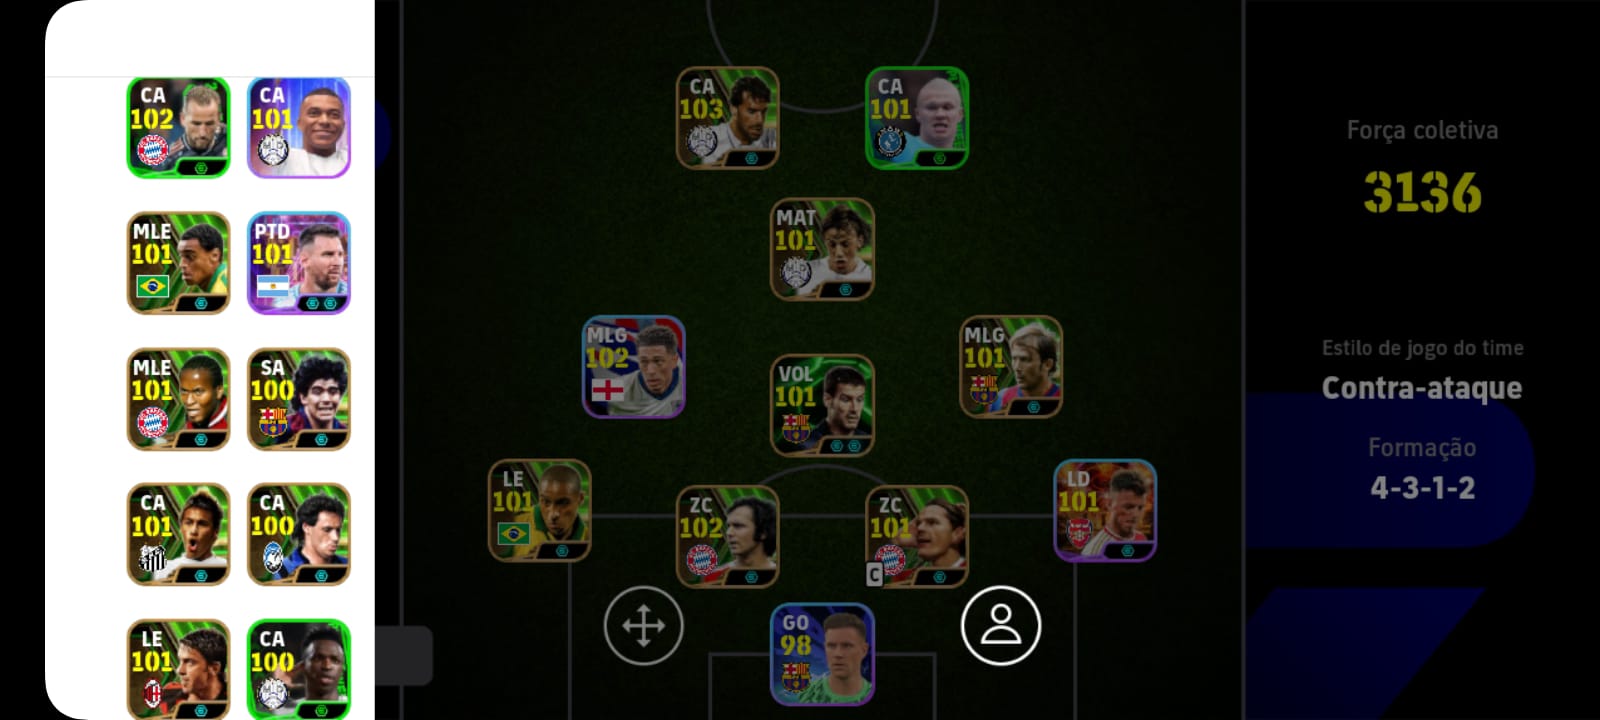 CA
102
CA
101
MLE
101
PTD
101
MLE
101
SA
100
CA
101
CA
100
LE
101
CA
100
CA
103
CA
101
MAT
101
MLG
102
VOL
101
MLG
101
LE
101
ZC
102
ZC
101
C
LD
101
GO
98
Força coletiva
3136
Estilo de jogo do time
Contra-ataque
Formação
4-3-1-2